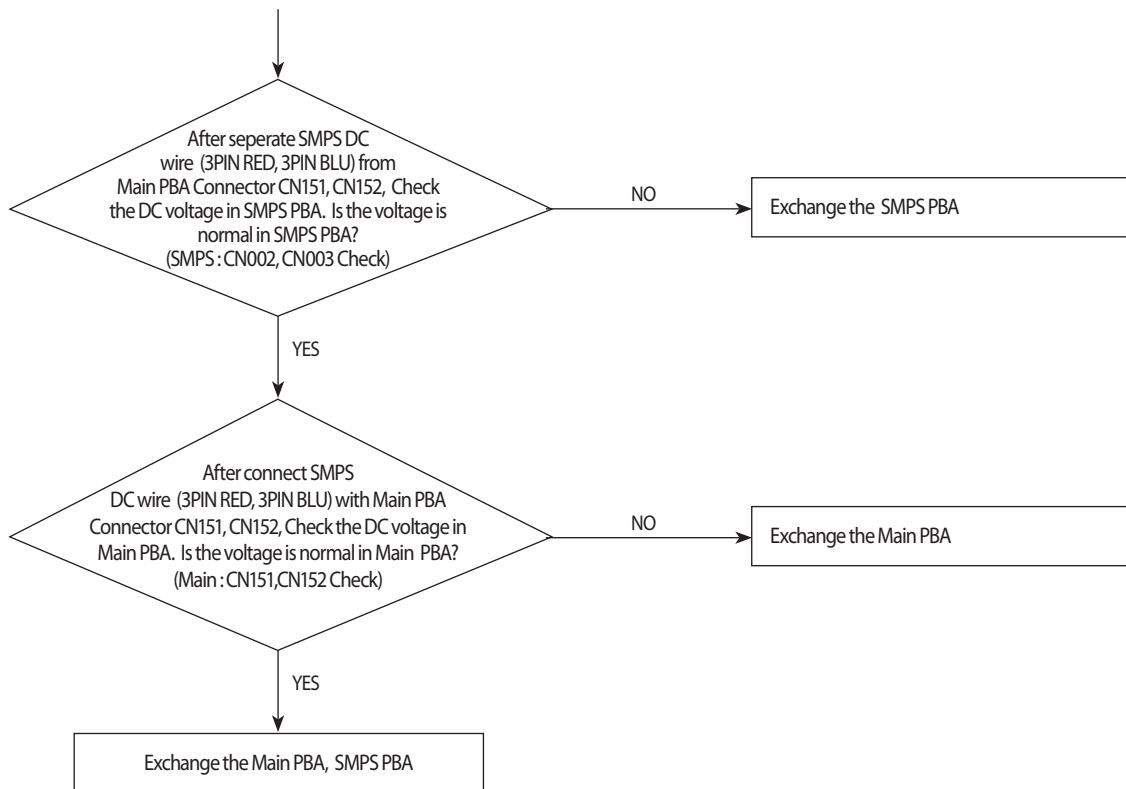 After seperate SMPS DC
wire (3PIN RED, 3PIN BLU) from
Main PBA Connector CN151, CN152, Check
the DC voltage in SMPS PBA. Is the voltage is
normal in SMPS PBA?
(SMPS : CN002, CN003 Check)
NO
Exchange the SMPS PBA
YES
After connect SMPS
DC wire (3PIN RED, 3PIN BLU) with Main PBA
Connector CN151, CN152, Check the DC voltage in
Main PBA. Is the voltage is normal in Main PBA?
(Main : CN151,CN152 Check)
NO
Exchange the Main PBA
YES
Exchange the Main PBA, SMPS PBA